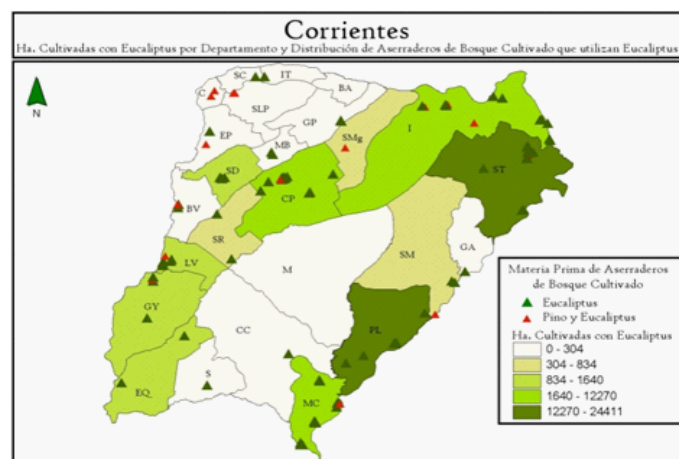 Corrientes
Ha. Cultivadas con Eucaliptus por Departamento y Distribución de Aserraderos de Bosque Cultivado que utilizan Eucaliptus
N
SC
IT
BA
C
SLP
GP
I
EP
SMg
MB
ST
SD
CP
BV
SR
GA
LV
M
SM
GY
CC
PL
S
EQ
MC
Materia Prima de Aserraderos
de Bosque Cultivado
Eucaliptus
Pino y Eucaliptus
Ha. Cultivadas con Eucaliptus
0 - 304
304 - 834
834 - 1640
1640 - 12270
12270 - 24411